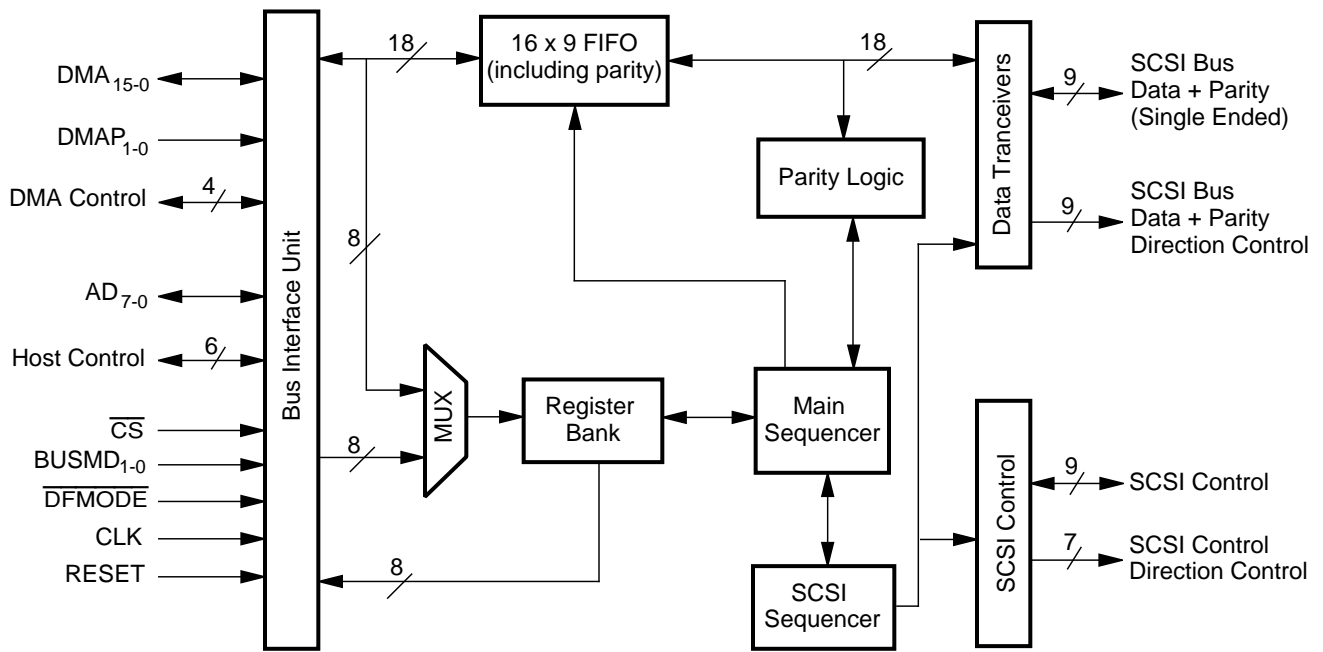 DMA15-0
DMAP1-0
DMA Control
4
AD7-0
Host Control
6
CS
BUSMD1-0
DFMODE
CLK
RESET
Bus Interface Unit
18
8
8
8
16 x 9 FIFO
(including parity)
18
MUX
Register
Bank
Parity Logic
Main
Sequencer
SCSI
Sequencer
Data Tranceivers
9
SCSI Bus
Data + Parity
(Single Ended)
9
SCSI Bus
Data + Parity
Direction Control
SCSI Control
9
SCSI Control
7
SCSI Control
Direction Control